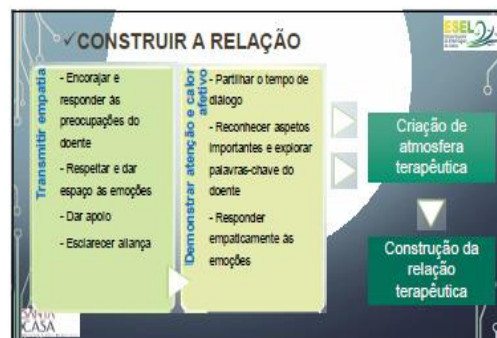 ✓CONSTRUIR A RELAÇÃO
ESEL
Transmitir empatia
- Encorajar e
responder às
preocupações do
doente
- Respeitar e dar
espaço às emoções
- Dar apoio
- Esclarecer aliança
Demonstrar atenção e calor
afetivo
- Partilhar o tempo de
diálogo
- Reconhecer aspetos
importantes e explorar
palavras-chave do
doente
- Responder
empaticamente às
emoções
Criação de
atmosfera
terapêutica
Construção da
relação
terapêutica
SANTA
CASA